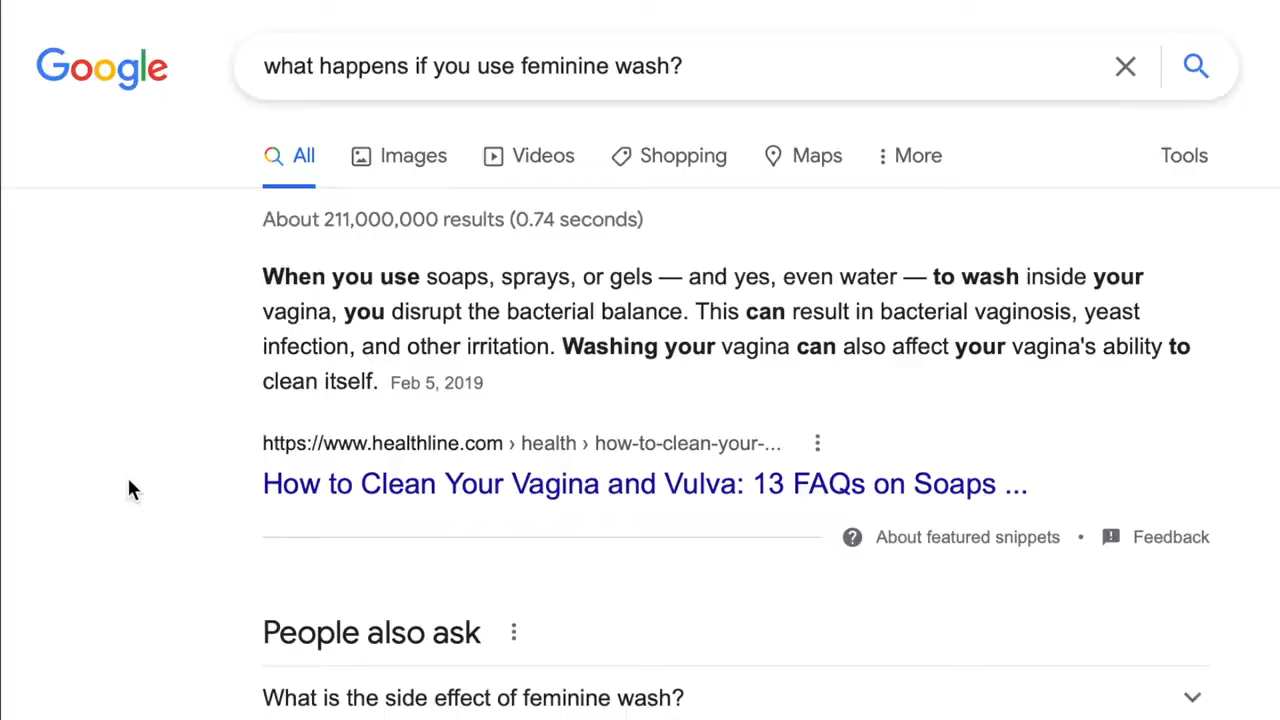 Google
what happens if you use feminine wash?
All Images Videos Shopping Maps More Tools
About 211,000,000 results (0.74 seconds)
When you use soaps, sprays, or gels — and yes, even water — to wash inside your
vagina, you disrupt the bacterial balance. This can result in bacterial vaginosis, yeast
infection, and other irritation. Washing your vagina can also affect your vagina's ability to
clean itself. Feb 5, 2019
https://www.healthline.com › health › how-to-clean-your-...
How to Clean Your Vagina and Vulva: 13 FAQs on Soaps ...
About featured snippets • Feedback
People also ask
What is the side effect of feminine wash?